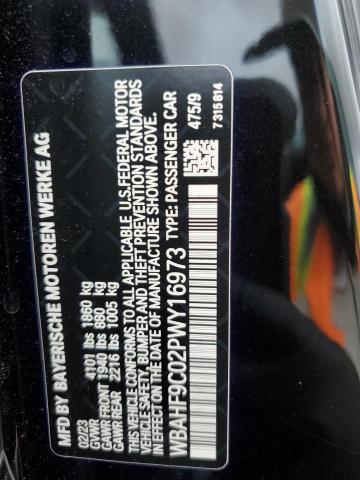 MFD BY BAYERISCHE MOTOREN WERKE AG
02/23
GVWR 4101 lbs 1860 kg
GAWR FRONT 1940 lbs 880 kg
GAWR REAR 2216 lbs 1005 kg
THIS VEHICLE CONFORMS TO ALL APPLICABLE U.S.FEDERAL MOTOR
VEHICLE SAFETY, BUMPER AND THEFT PREVENTION STANDARDS
IN EFFECT ON THE DATE OF MANUFACTURE SHOWN ABOVE.
WBAHF9C02PWY16973 TYPE: PASSENGER CAR
475/9
7315814